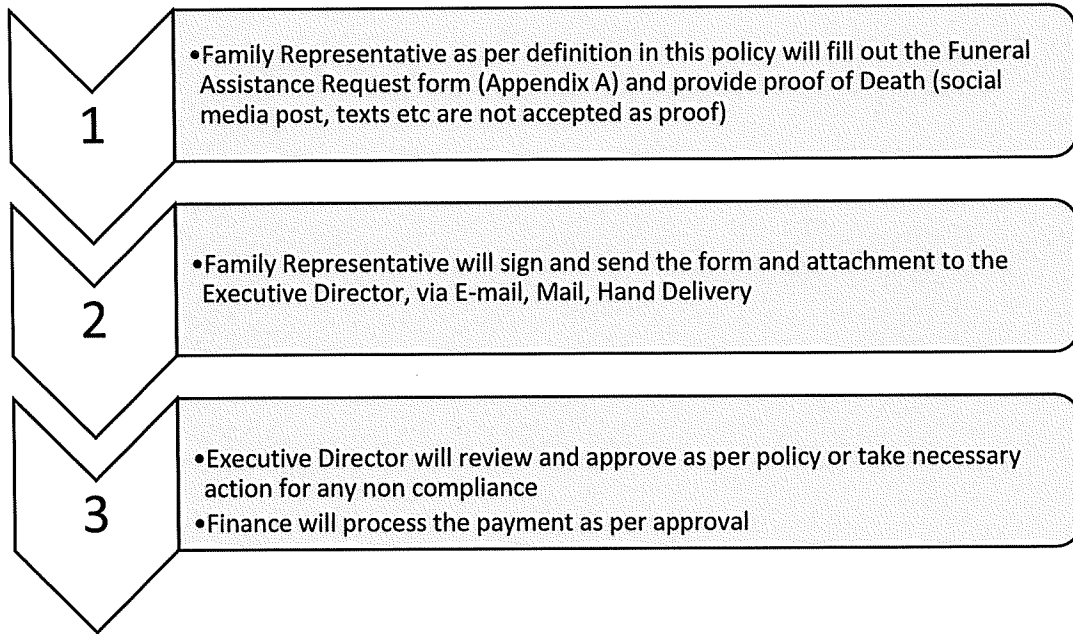 1
•Family Representative as per definition in this policy will fill out the Funeral
Assistance Request form (Appendix A) and provide proof of Death (social
media post, texts etc are not accepted as proof)
2
•Family Representative will sign and send the form and attachment to the
Executive Director, via E-mail, Mail, Hand Delivery
3
•Executive Director will review and approve as per policy or take necessary
action for any non compliance
•Finance will process the payment as per approval